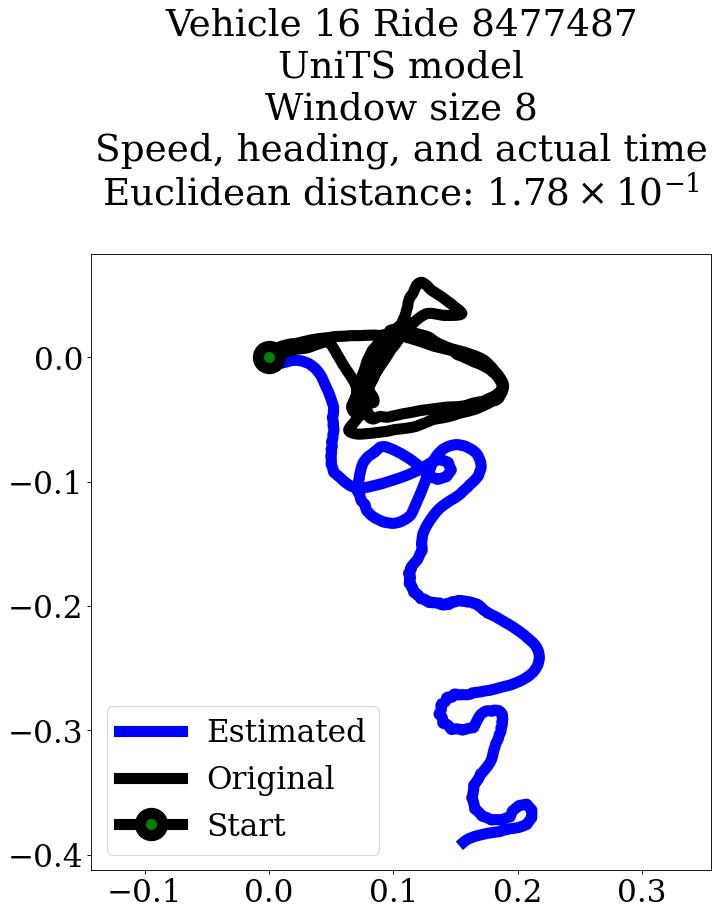 Vehicle 16 Ride 8477487
UniTS model
Window size 8
Speed, heading, and actual time
Euclidean distance: $1.78 \times 10^{-1}$
0.0
−0.1
−0.2
−0.3
−0.4
Estimated
Original
Start
−0.1 0.0 0.1 0.2 0.3